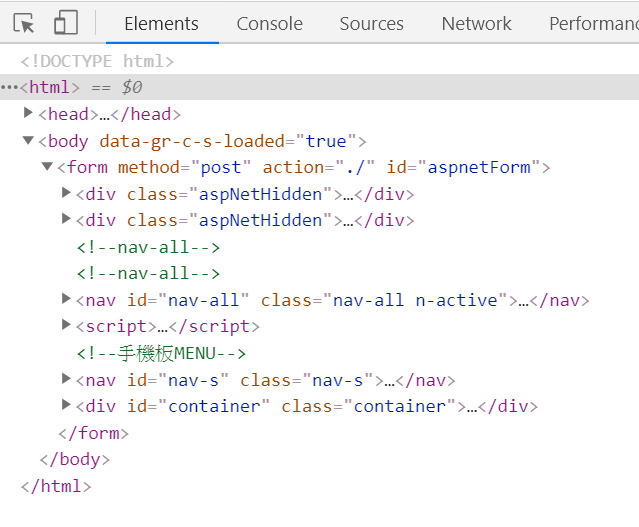 Elements Console Sources Network Performanc
<!DOCTYPE html>
…<html> == $0
<head>…</head>
<body data-gr-c-s-loaded="true">
<form method="post" action="./" id="aspnetForm">
<div class="aspNetHidden">…</div>
<div class="aspNetHidden">…</div>
<!--nav-all-->
<!--nav-all-->
<nav id="nav-all" class="nav-all n-active">…</nav>
<script>…</script>
<!--手機板MENU-->
<nav id="nav-s" class="nav-s">…</nav>
<div id="container" class="container">…</div>
</form>
</body>
</html>